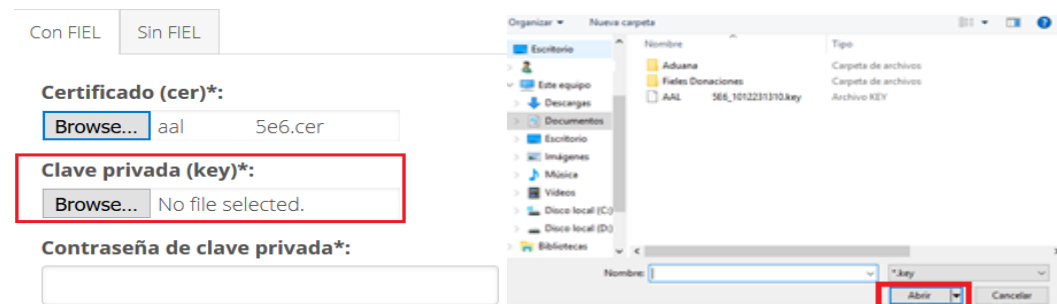 Con FIEL
Sin FIEL
Certificado (cer)*:
Browse... aal 5e6.cer
Clave privada (key)*:
Browse... No file selected.
Contraseña de clave privada*:
Organizar Nueva carpeta
Escritorio
Este equipo
Descargas
Documentos
Escritorio
Imágenes
Música
Vídeos
Disco local (C:)
Disco local (D:)
Bibliotecas
Nombre Tipo
Aduana Carpeta de archivos
Fieles Donaciones Carpeta de archivos
AAL 5E6_1012231310.key Archivo KEY
Nombre: *.key
Abrir Cancelar